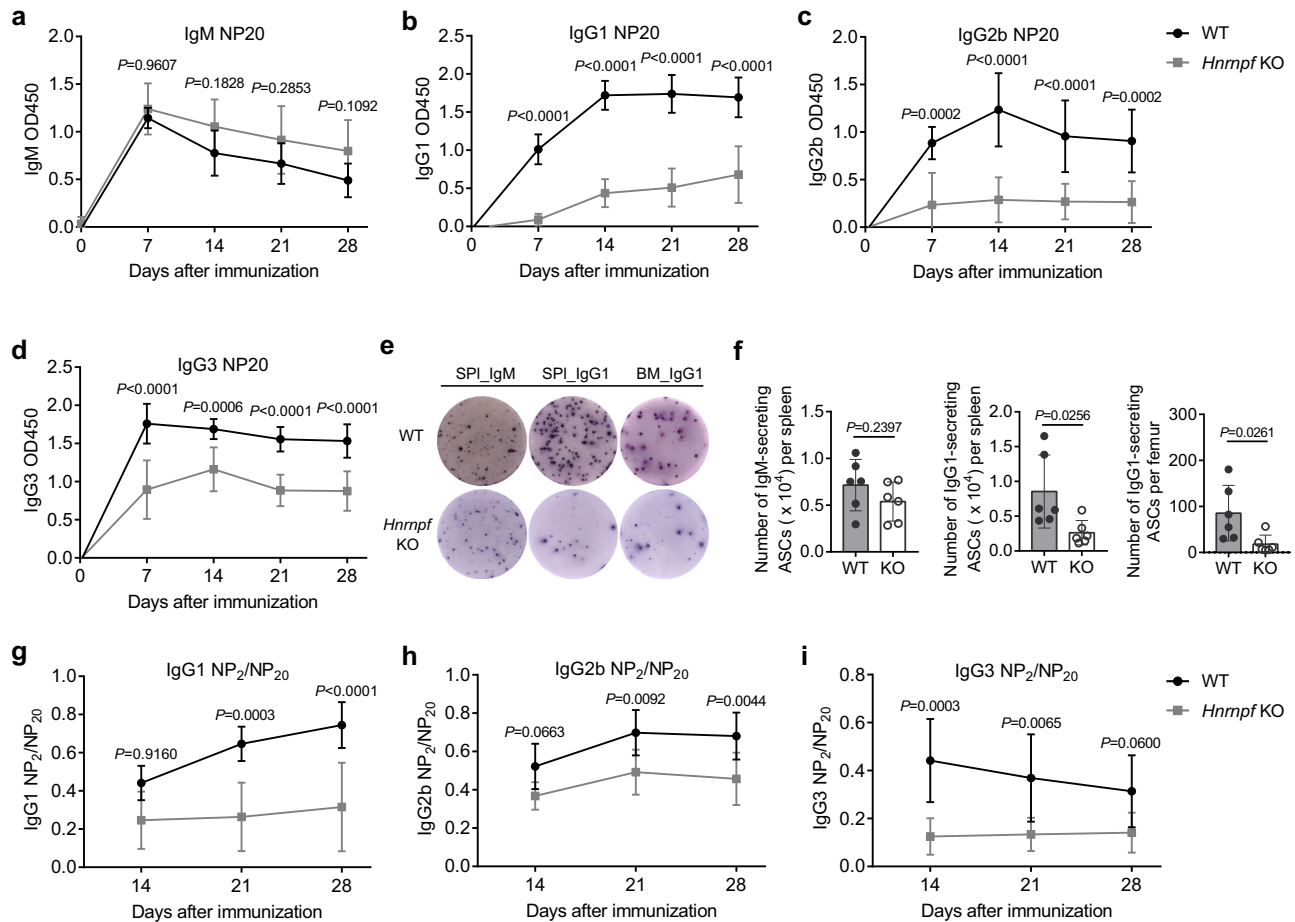 a
IgM NP20
IgM OD450
2.0
1.5
1.0
0.5
0.0
P=0.9607
P=0.1828
P=0.2853
P=0.1092
0 7 14 21 28
Days after immunization
b
IgG1 NP20
IgG1 OD450
2.5
2.0
1.5
1.0
0.5
0.0
P<0.0001
P<0.0001
P<0.0001
P<0.0001
0 7 14 21 28
Days after immunization
c
IgG2b NP20
IgG2b OD450
2.0
1.5
1.0
0.5
0.0
P=0.0002
P<0.0001
P<0.0001
P=0.0002
0 7 14 21 28
Days after immunization
WT
Hnrnpf KO
d
IgG3 NP20
IgG3 OD450
2.5
2.0
1.5
1.0
0.5
0.0
P<0.0001
P=0.0006
P<0.0001
P<0.0001
0 7 14 21 28
Days after immunization
e
SPl_IgM SPl_IgG1 BM_IgG1
WT
Hnrnpf
KO
f
Number of IgM-secreting
ASCs ( x 10⁴) per spleen
1.5
1.0
0.5
0.0
P=0.2397
WT KO
Number of IgG1-secreting
ASCs ( x 10⁴) per spleen
2.0
1.5
1.0
0.5
0.0
P=0.0256
WT KO
Number of IgG1-secreting
ASCs per femur
300
200
100
0
P=0.0261
WT KO
g
IgG1 NP₂/NP₂₀
IgG1 NP₂/NP₂₀
1.0
0.8
0.6
0.4
0.2
0.0
P=0.9160
P=0.0003
P<0.0001
14 21 28
Days after immunization
h
IgG2b NP₂/NP₂₀
IgG2b NP₂/NP₂₀
1.0
0.8
0.6
0.4
0.2
0.0
P=0.0663
P=0.0092
P=0.0044
14 21 28
Days after immunization
i
IgG3 NP₂/NP₂₀
IgG3 NP₂/NP₂₀
0.8
0.6
0.4
0.2
0.0
P=0.0003
P=0.0065
P=0.0600
14 21 28
Days after immunization
WT
Hnrnpf KO